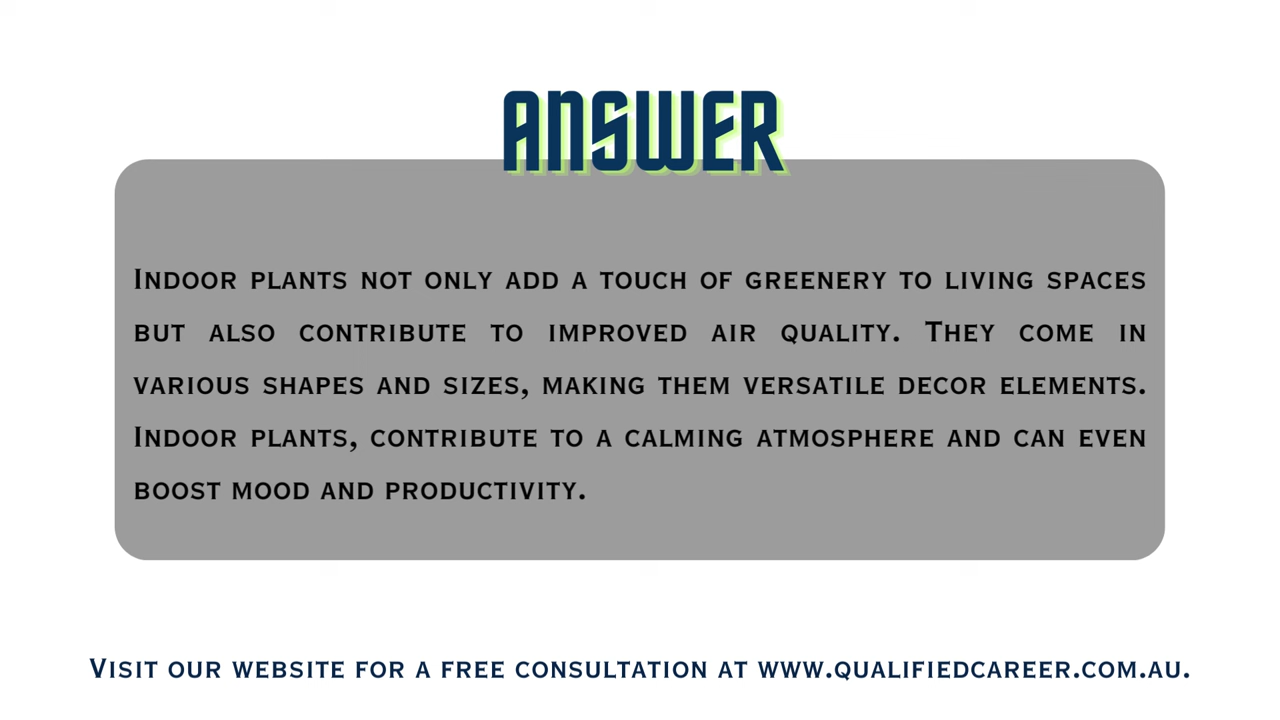 ANSWER
Indoor plants not only add a touch of greenery to living spaces
but also contribute to improved air quality. They come in
various shapes and sizes, making them versatile decor elements.
Indoor plants, contribute to a calming atmosphere and can even
boost mood and productivity.
Visit our website for a free consultation at www.qualifiedcareer.com.au.